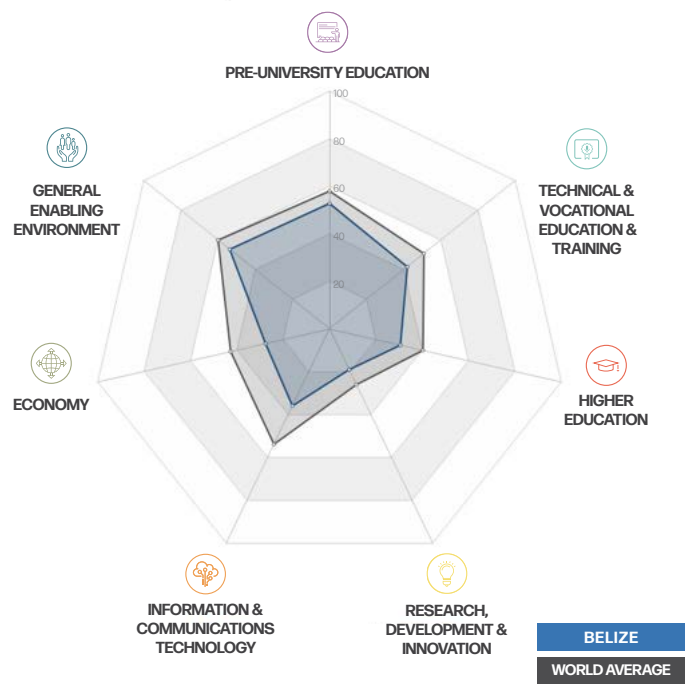 PRE-UNIVERSITY EDUCATION
100
80
60
40
20
GENERAL
ENABLING
ENVIRONMENT
TECHNICAL &
VOCATIONAL
EDUCATION &
TRAINING
ECONOMY
HIGHER
EDUCATION
INFORMATION &
COMMUNICATIONS
TECHNOLOGY
RESEARCH,
DEVELOPMENT &
INNOVATION
BELIZE
WORLD AVERAGE